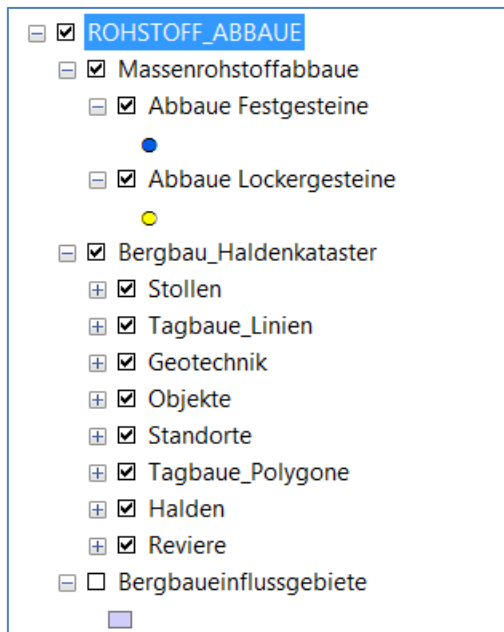 ROHSTOFF_ABBAUE
Massenrohstoffabbaue
Abbaue Festgesteine
Abbaue Lockergesteine
Bergbau_Haldenkataster
Stollen
Tagbaue_Linien
Geotechnik
Objekte
Standorte
Tagbaue_Polygone
Halden
Reviere
Bergbaueinflussgebiete